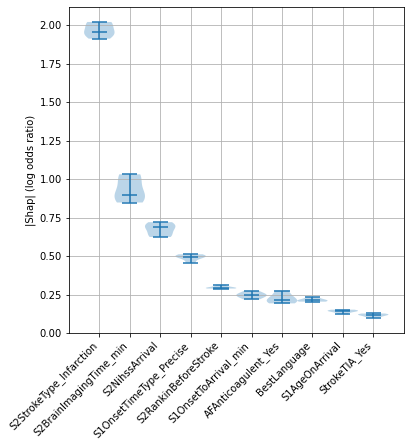 2.00
1.75
1.50
1.25
1.00
0.75
0.50
0.25
0.00
|Shap| (log odds ratio)
S2StrokeType_Infarction
S2BrainImagingTime_min
S2NihssArrival
S1OnsetTimeType_Precise
S2RankinBeforeStroke
S1OnsetToArrival_min
AFAnticoagulent_Yes
BestLanguage
S1AgeOnArrival
StrokeTIA_Yes